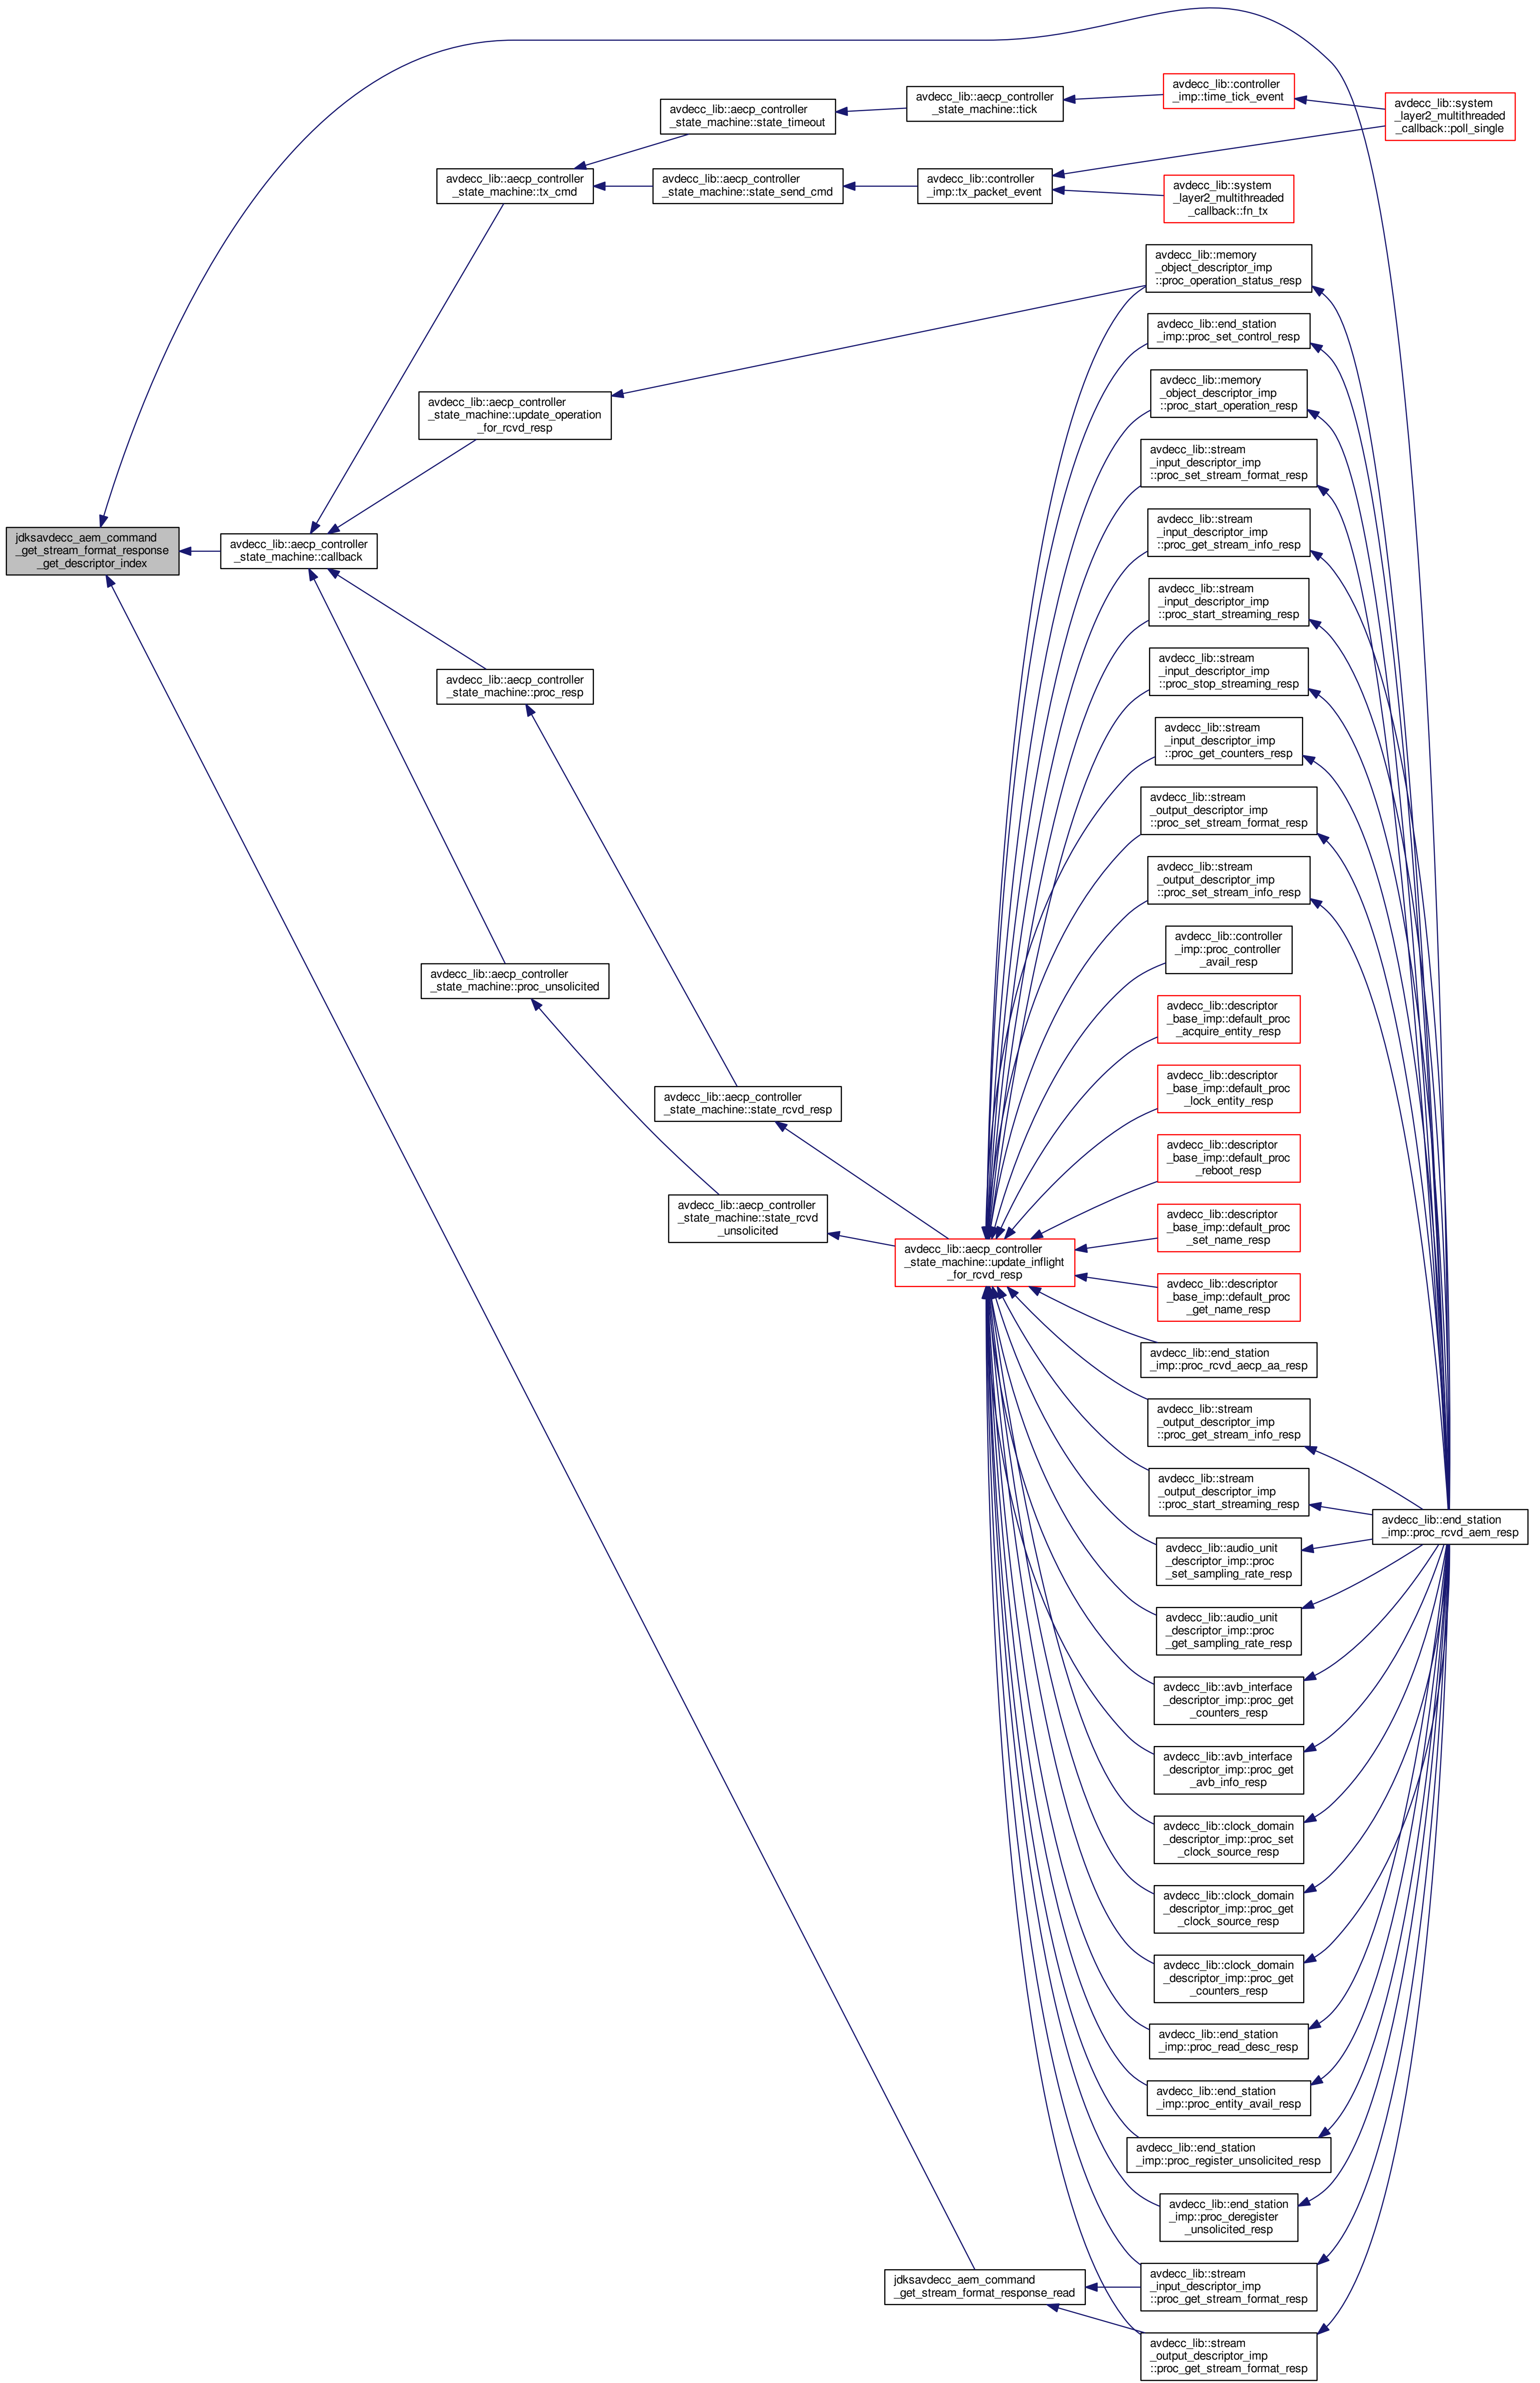 jdksavdecc_aem_command
_get_stream_format_response
_get_descriptor_index
avdecc_lib::aecp_controller
_state_machine::callback
avdecc_lib::aecp_controller
_state_machine::tx_cmd
avdecc_lib::aecp_controller
_state_machine::state_timeout
avdecc_lib::aecp_controller
_state_machine::tick
avdecc_lib::controller
_imp::time_tick_event
avdecc_lib::system
_layer2_multithreaded
_callback::poll_single
avdecc_lib::aecp_controller
_state_machine::state_send_cmd
avdecc_lib::controller
_imp::tx_packet_event
avdecc_lib::system
_layer2_multithreaded
_callback::fn_tx
avdecc_lib::aecp_controller
_state_machine::update_operation
_for_rcvd_resp
avdecc_lib::aecp_controller
_state_machine::proc_resp
avdecc_lib::aecp_controller
_state_machine::proc_unsolicited
avdecc_lib::aecp_controller
_state_machine::state_rcvd_resp
avdecc_lib::aecp_controller
_state_machine::state_rcvd
_unsolicited
avdecc_lib::aecp_controller
_state_machine::update_inflight
_for_rcvd_resp
jdksavdecc_aem_command
_get_stream_format_response_read
avdecc_lib::memory
_object_descriptor_imp
::proc_operation_status_resp
avdecc_lib::end_station
_imp::proc_set_control_resp
avdecc_lib::memory
_object_descriptor_imp
::proc_start_operation_resp
avdecc_lib::stream
_input_descriptor_imp
::proc_set_stream_format_resp
avdecc_lib::stream
_input_descriptor_imp
::proc_get_stream_info_resp
avdecc_lib::stream
_input_descriptor_imp
::proc_start_streaming_resp
avdecc_lib::stream
_input_descriptor_imp
::proc_stop_streaming_resp
avdecc_lib::stream
_input_descriptor_imp
::proc_get_counters_resp
avdecc_lib::stream
_output_descriptor_imp
::proc_set_stream_format_resp
avdecc_lib::stream
_output_descriptor_imp
::proc_set_stream_info_resp
avdecc_lib::controller
_imp::proc_controller
_avail_resp
avdecc_lib::descriptor
_base_imp::default_proc
_acquire_entity_resp
avdecc_lib::descriptor
_base_imp::default_proc
_lock_entity_resp
avdecc_lib::descriptor
_base_imp::default_proc
_reboot_resp
avdecc_lib::descriptor
_base_imp::default_proc
_set_name_resp
avdecc_lib::descriptor
_base_imp::default_proc
_get_name_resp
avdecc_lib::end_station
_imp::proc_rcvd_aecp_aa_resp
avdecc_lib::stream
_output_descriptor_imp
::proc_get_stream_info_resp
avdecc_lib::stream
_output_descriptor_imp
::proc_start_streaming_resp
avdecc_lib::audio_unit
_descriptor_imp::proc
_set_sampling_rate_resp
avdecc_lib::audio_unit
_descriptor_imp::proc
_get_sampling_rate_resp
avdecc_lib::avb_interface
_descriptor_imp::proc_get
_counters_resp
avdecc_lib::avb_interface
_descriptor_imp::proc_get
_avb_info_resp
avdecc_lib::clock_domain
_descriptor_imp::proc_set
_clock_source_resp
avdecc_lib::clock_domain
_descriptor_imp::proc_get
_clock_source_resp
avdecc_lib::clock_domain
_descriptor_imp::proc_get
_counters_resp
avdecc_lib::end_station
_imp::proc_read_desc_resp
avdecc_lib::end_station
_imp::proc_entity_avail_resp
avdecc_lib::end_station
_imp::proc_register_unsolicited_resp
avdecc_lib::end_station
_imp::proc_deregister
_unsolicited_resp
avdecc_lib::stream
_input_descriptor_imp
::proc_get_stream_format_resp
avdecc_lib::stream
_output_descriptor_imp
::proc_get_stream_format_resp
avdecc_lib::end_station
_imp::proc_rcvd_aem_resp